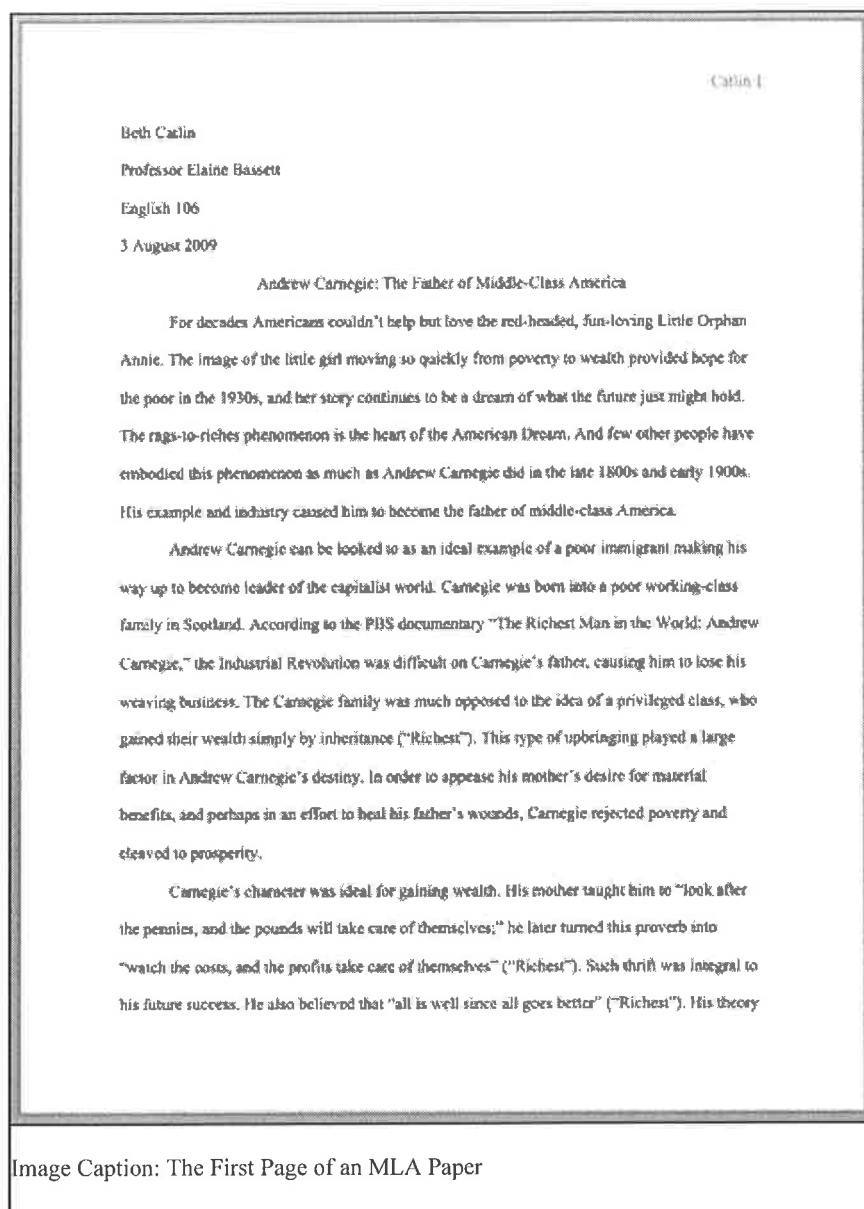 Catlin 1
Beth Catlin
Professor Elaine Bassett
English 106
3 August 2009
Andrew Carnegie: The Father of Middle-Class America
For decades Americans couldn't help but love the red-headed, fun-loving Little Orphan
Annie. The image of the little girl moving so quickly from poverty to wealth provided hope for
the poor in the 1930s, and her story continues to be a dream of what the future just might hold.
The rags-to-riches phenomenon is the heart of the American Dream. And few other people have
embodied this phenomenon as much as Andrew Carnegie did in the late 1800s and early 1900s.
His example and industry caused him to become the father of middle-class America.
Andrew Carnegie can be looked to as an ideal example of a poor immigrant making his
way up to become leader of the capitalist world. Carnegie was born into a poor working-class
family in Scotland. According to the PBS documentary "The Richest Man in the World: Andrew
Carnegie," the Industrial Revolution was difficult on Carnegie's father, causing him to lose his
weaving business. The Carnegie family was much opposed to the idea of a privileged class, who
gained their wealth simply by inheritance ("Richest"). This type of upbringing played a large
factor in Andrew Carnegie's destiny. In order to appease his mother's desire for material
benefits, and perhaps in an effort to heal his father's wounds, Carnegie rejected poverty and
cleaved to prosperity.
Carnegie's character was ideal for gaining wealth. His mother taught him to "look after
the pennies, and the pounds will take care of themselves;" he later turned this proverb into
"watch the costs, and the profits take care of themselves" ("Richest"). Such thrift was integral to
his future success. He also believed that "all is well since all goes better" ("Richest"). His theory
Image Caption: The First Page of an MLA Paper